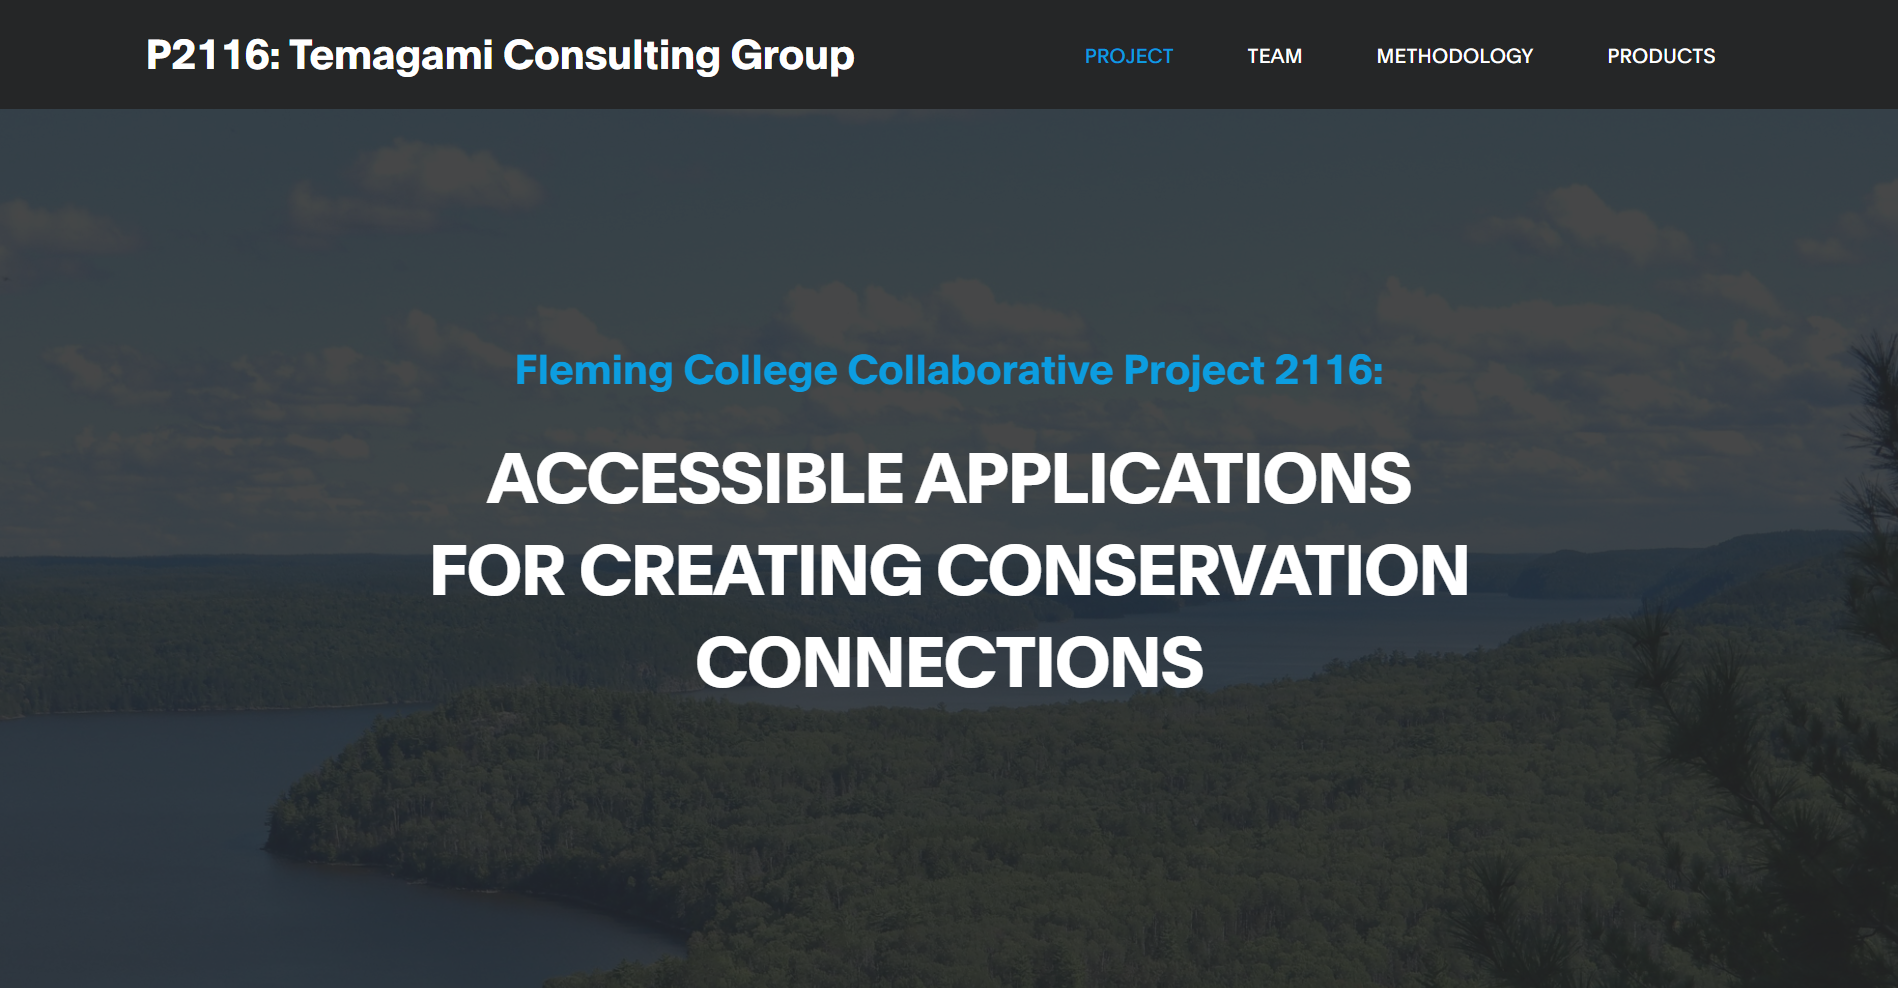 P2116: Temagami Consulting Group
PROJECT TEAM METHODOLOGY PRODUCTS
Fleming College Collaborative Project 2116:
ACCESSIBLE APPLICATIONS
FOR CREATING CONSERVATION
CONNECTIONS